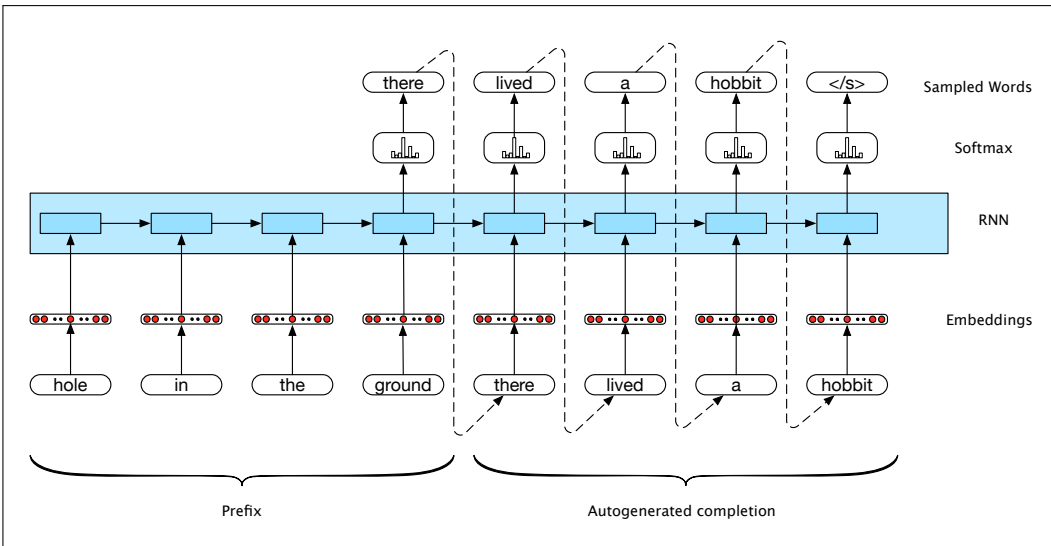 there lived a hobbit </s> Sampled Words
Softmax
RNN
Embeddings
hole in the ground there lived a hobbit
Prefix Autogenerated completion